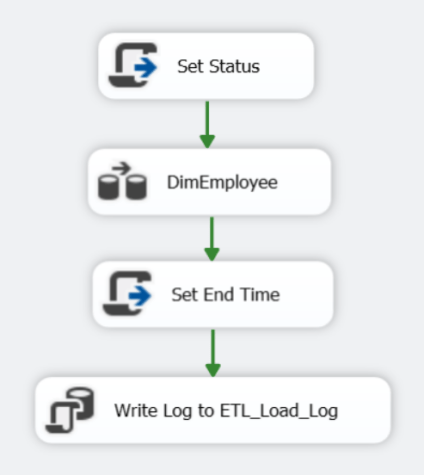 Set Status
DimEmployee
Set End Time
Write Log to ETL_Load_Log